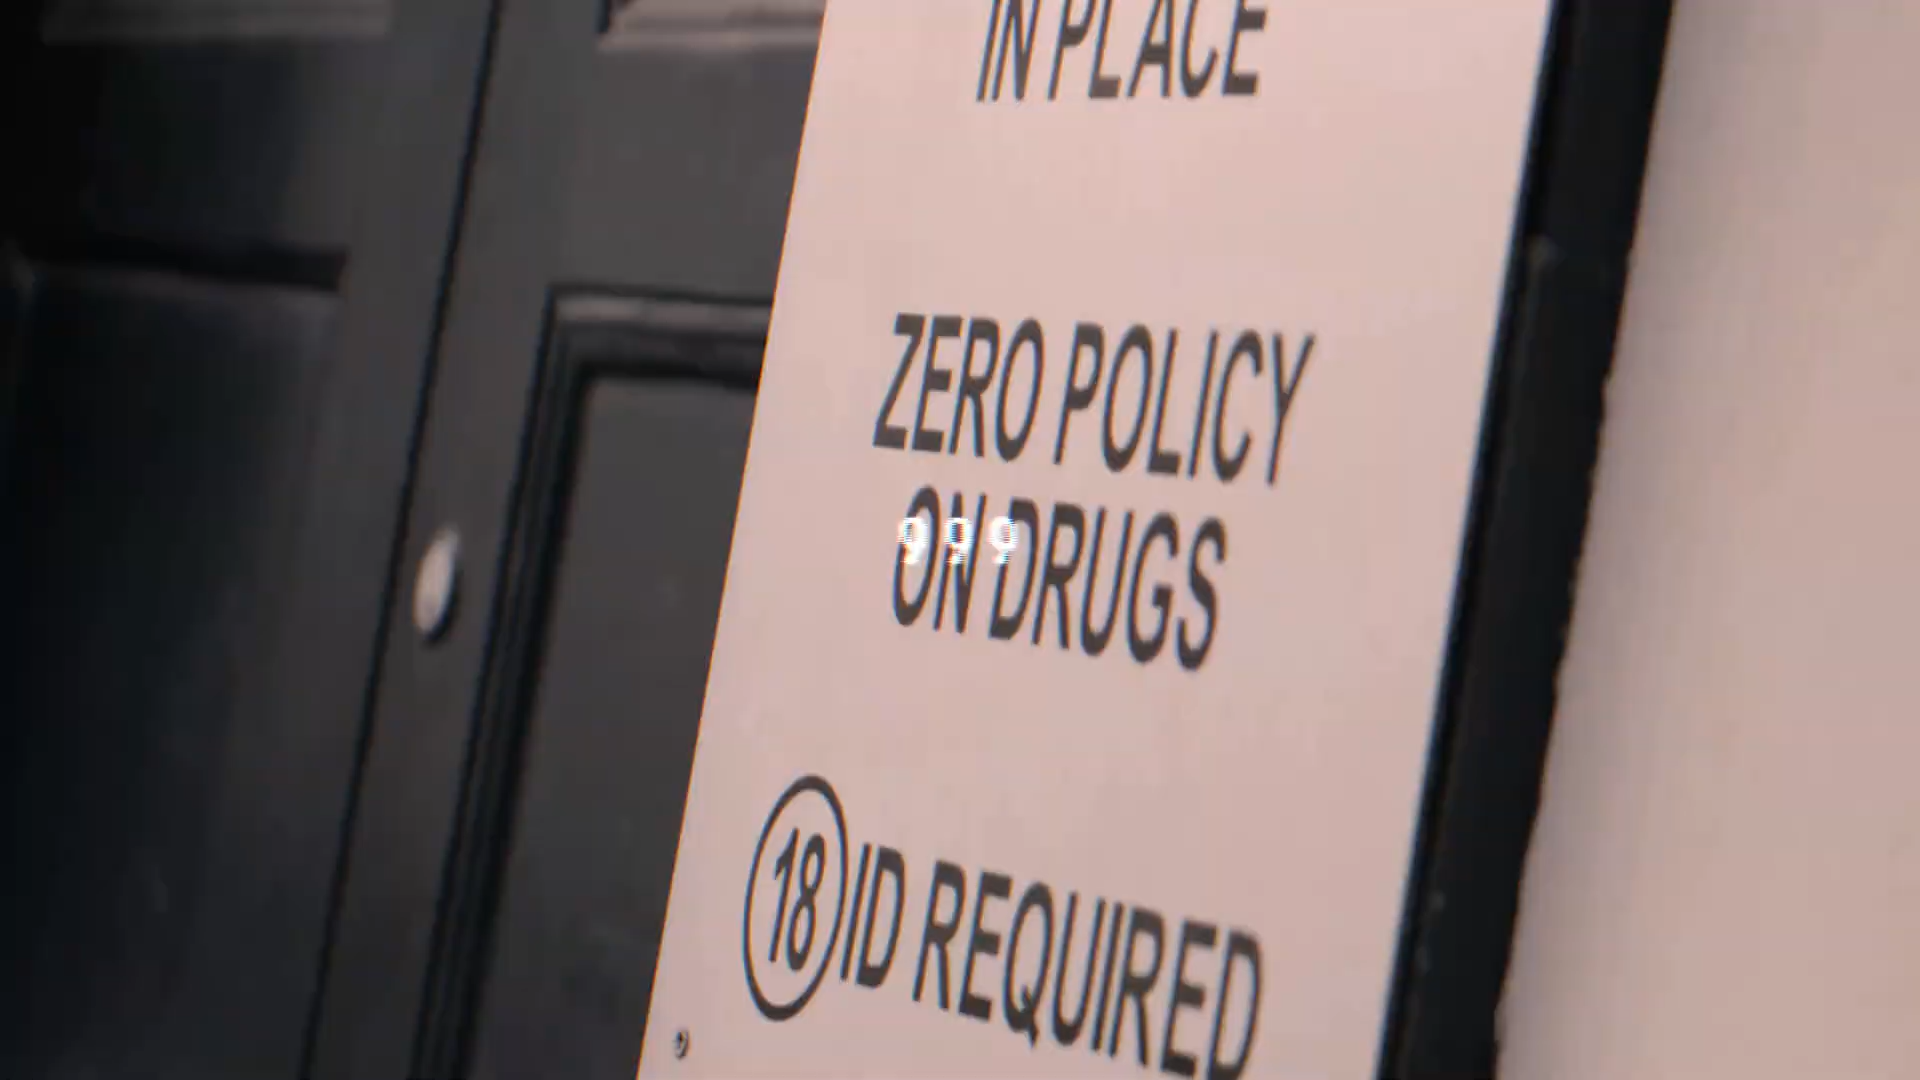 IN PLACE
ZERO POLICY
ON DRUGS
999
18 ID REQUIRED